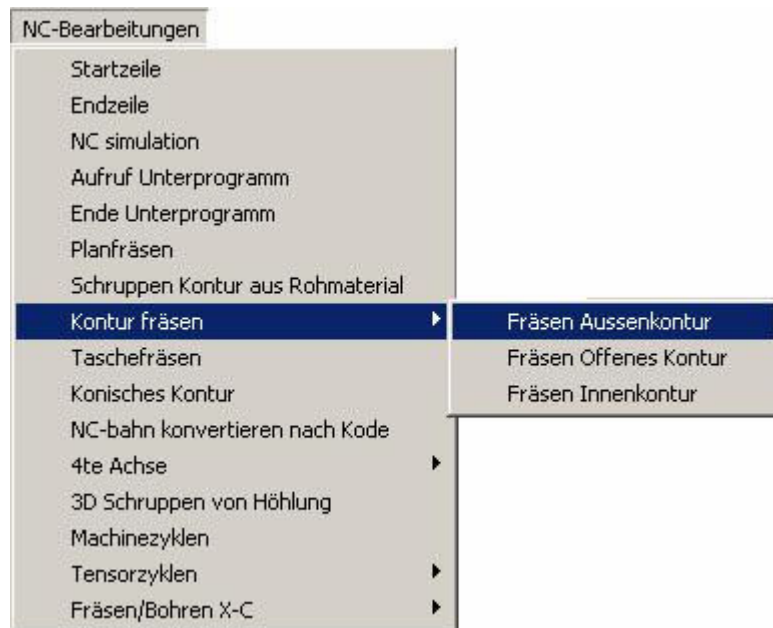 NC-Bearbeitungen
Startzeile
Endzeile
NC simulation
Aufruf Unterprogramm
Ende Unterprogramm
Planfräsen
Schruppen Kontur aus Rohmaterial
Kontur fräsen
Fräsen Aussenkontur
Fräsen Offenes Kontur
Fräsen Innenkontur
Taschefräsen
Konisches Kontur
NC-bahn konvertieren nach Kode
4te Achse
3D Schruppen von Höhlung
Machinezyklen
Tensorzyklen
Fräsen/Bohren X-C